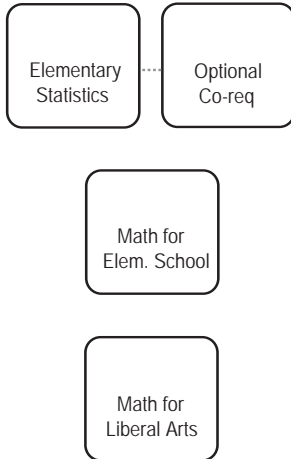 Elementary
Statistics
Optional
Co-req
Math for
Elem. School
Math for
Liberal Arts